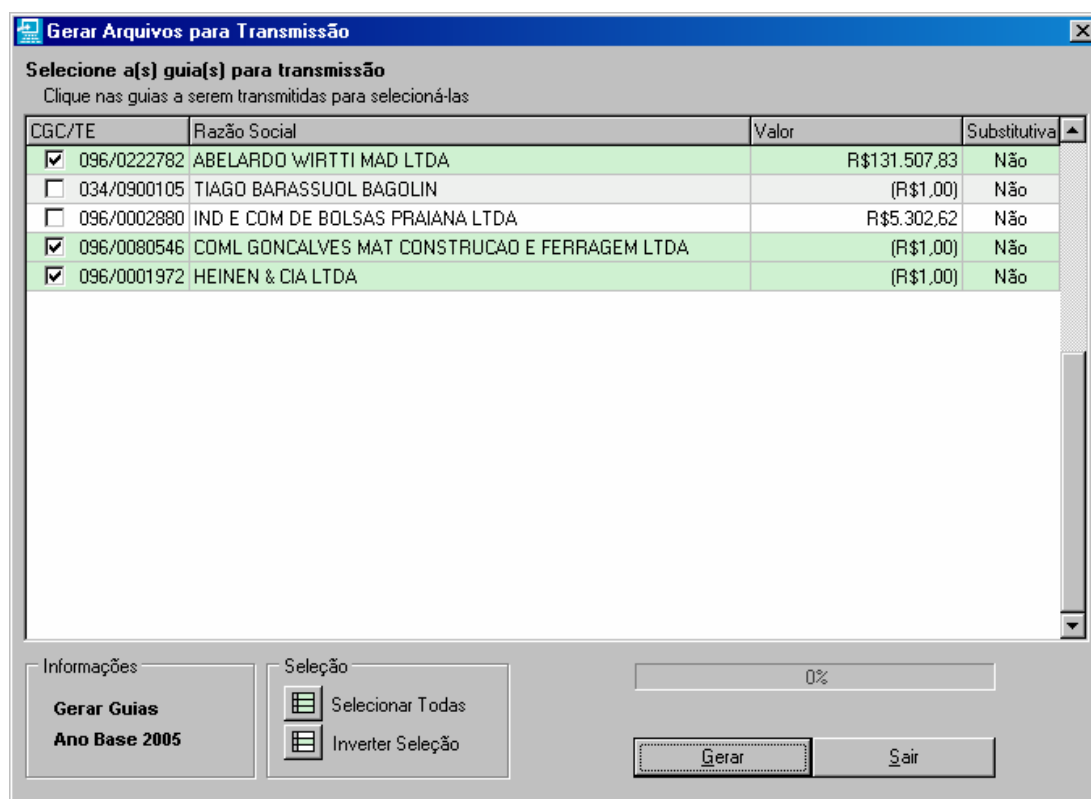 Gerar Arquivos para Transmissão
Selecione a(s) guia(s) para transmissão
Clique nas guias a serem transmitidas para selecioná-las
CGC/TE Razão Social Valor Substitutiva
096/0222782 ABELARDO WIRTTI MAD LTDA R$131.507,83 Não
034/0900105 TIAGO BARASSUOL BAGOLIN (R$1,00) Não
096/0002880 IND E COM DE BOLSAS PRAIANA LTDA R$5.302,62 Não
096/0080546 COML GONCALVES MAT CONSTRUCAO E FERRAGEM LTDA (R$1,00) Não
096/0001972 HEINEN & CIA LTDA (R$1,00) Não
Informações
Gerar Guias
Ano Base 2005
Seleção
Selecionar Todas
Inverter Seleção
0%
Gerar Sair